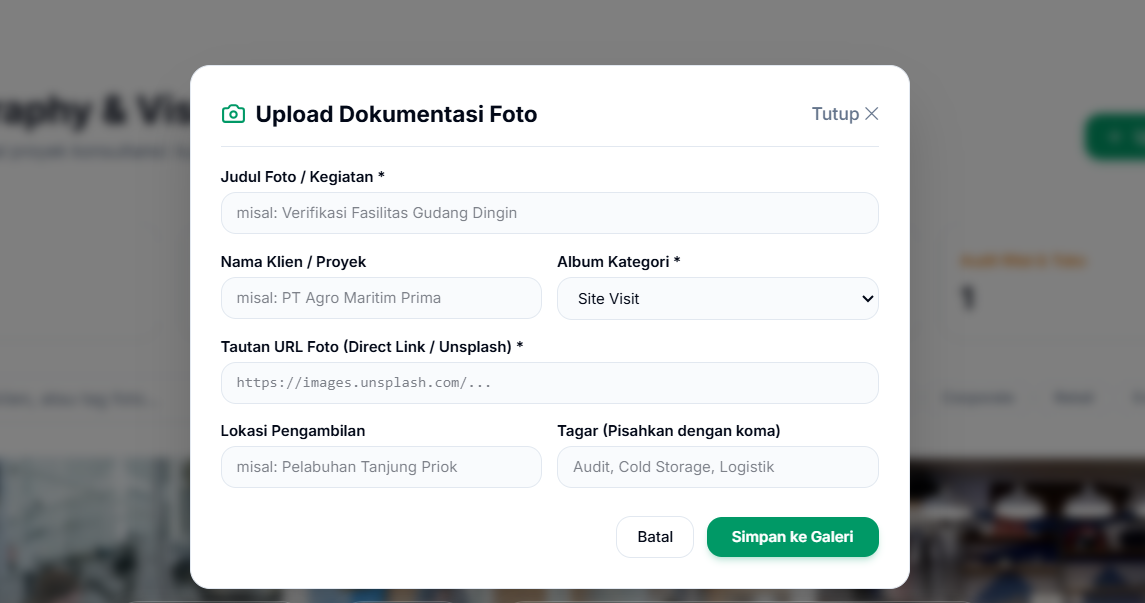 Upload Dokumentasi Foto
Tutup
Judul Foto / Kegiatan *
misal: Verifikasi Fasilitas Gudang Dingin
Nama Klien / Proyek
Album Kategori *
misal: PT Agro Maritim Prima
Site Visit
Tautan URL Foto (Direct Link / Unsplash) *
https://images.unsplash.com/...
Lokasi Pengambilan
Tagar (Pisahkan dengan koma)
misal: Pelabuhan Tanjung Priok
Audit, Cold Storage, Logistik
Batal
Simpan ke Galeri